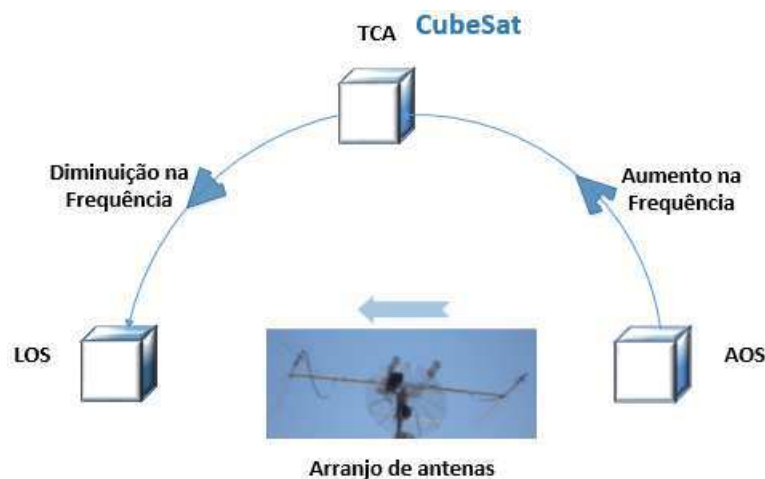 TCA CubeSat
Diminuição na
Frequência
Aumento na
Frequência
LOS
AOS
Arranjo de antenas